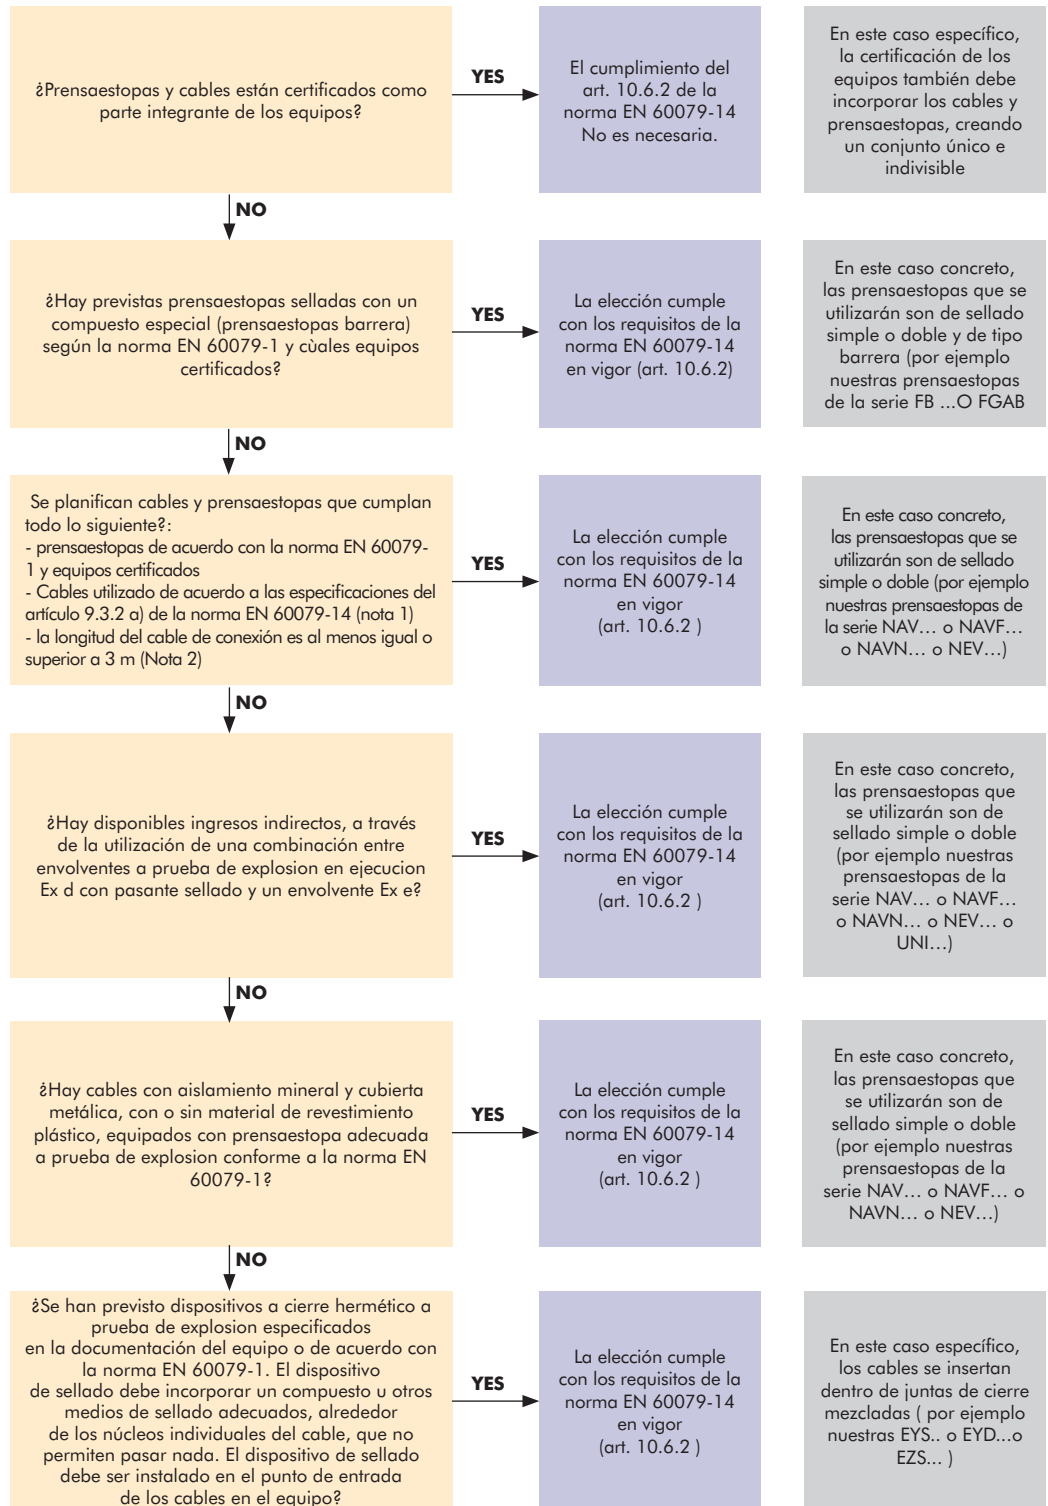 ¿Prensaestopas y cables están certificados como
parte integrante de los equipos?
YES
El cumplimiento del
art. 10.6.2 de la
norma EN 60079-14
No es necesaria.
En este caso específico,
la certificación de los
equipos también debe
incorporar los cables y
prensaestopas, creando
un conjunto único e
indivisible
NO
¿Hay previstas prensaestopas selladas con un
compuesto especial (prensaestopas barrera)
según la norma EN 60079-1 y cùales equipos
certificados?
YES
La elección cumple
con los requisitos de la
norma EN 60079-14
en vigor (art. 10.6.2)
En este caso concreto,
las prensaestopas que se
utilizarán son de sellado
simple o doble y de tipo
barrera (por ejemplo
nuestras prensaestopas
de la serie FB ...O FGAB
NO
Se planifican cables y prensaestopas que cumplan
todo lo siguiente?:
- prensaestopas de acuerdo con la norma EN 60079-
1 y equipos certificados
- Cables utilizado de acuerdo a las especificaciones del
artículo 9.3.2 a) de la norma EN 60079-14 (nota 1)
- la longitud del cable de conexión es al menos igual o
superior a 3 m (Nota 2)
YES
La elección cumple
con los requisitos de la
norma EN 60079-14
en vigor
(art. 10.6.2 )
En este caso concreto,
las prensaestopas que se
utilizarán son de sellado
simple o doble (por ejemplo
nuestras prensaestopas de
la serie NAV... o NAVF...
o NAVN... o NEV...)
NO
¿Hay disponibles ingresos indirectos, a través
de la utilización de una combinación entre
envolventes a prueba de explosion en ejecucion
Ex d con pasante sellado y un envolvente Ex e?
YES
La elección cumple
con los requisitos de la
norma EN 60079-14
en vigor
(art. 10.6.2 )
En este caso concreto,
las prensaestopas que
se utilizarán son de
sellado simple o doble
(por ejemplo nuestras
prensaestopas de la
serie NAV... o NAVF...
o NAVN... o NEV... o
UNI...)
NO
¿Hay cables con aislamiento mineral y cubierta
metálica, con o sin material de revestimiento
plástico, equipados con prensaestopa adecuada
a prueba de explosion conforme a la norma EN
60079-1?
YES
La elección cumple
con los requisitos de la
norma EN 60079-14
en vigor
(art. 10.6.2 )
En este caso concreto,
las prensaestopas que
se utilizarán son de
sellado simple o doble
(por ejemplo nuestras
prensaestopas de la
serie NAV... o NAVF... o
NAVN... o NEV...)
NO
¿Se han previsto dispositivos a cierre hermético a
prueba de explosion especificados
en la documentación del equipo o de acuerdo con
la norma EN 60079-1. El dispositivo
de sellado debe incorporar un compuesto u otros
medios de sellado adecuados, alrededor
de los núcleos individuales del cable, que no
permiten pasar nada. El dispositivo de sellado
debe ser instalado en el punto de entrada
de los cables en el equipo?
YES
La elección cumple
con los requisitos de la
norma EN 60079-14
en vigor
(art. 10.6.2 )
En este caso específico,
los cables se insertan
dentro de juntas de cierre
mezcladas ( por ejemplo
nuestras EYS.. o EYD...o
EZS... )